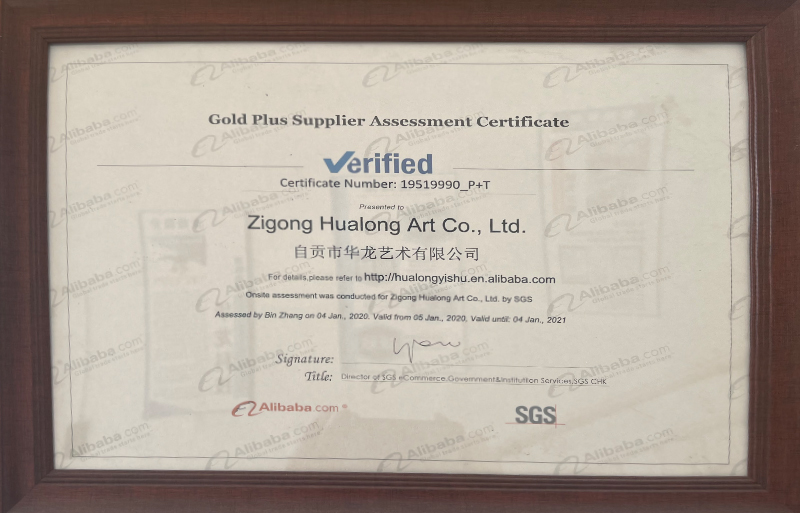 Gold Plus Supplier Assessment Certificate
Verified
Certificate Number: 19519990_P+T
Presented to
Zigong Hualong Art Co., Ltd.
自贡市华龙艺术有限公司
For details,please refer to http://hualongyishu.en.alibaba.com
Onsite assessment was conducted for Zigong Hualong Art Co., Ltd. by SGS
Assessed by Bin Zhang on 04 Jan., 2020. Valid from 05 Jan., 2020. Valid until: 04 Jan., 2021
Signature:
Title: Director of SGS eCommerce,Government&Institution Services,SGS CHK
Alibaba.com®
SGS